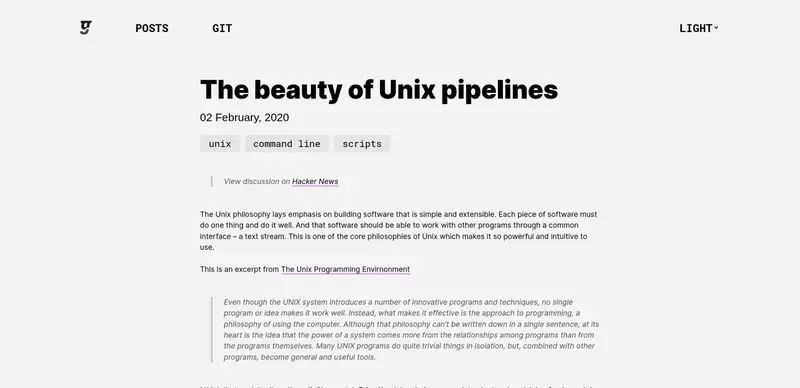 POSTS GIT LIGHT
The beauty of Unix pipelines
02 February, 2020
unix command line scripts
View discussion on Hacker News
The Unix philosophy lays emphasis on building software that is simple and extensible. Each piece of software must
do one thing and do it well. And that software should be able to work with other programs through a common
interface – a text stream. This is one of the core philosophies of Unix which makes it so powerful and intuitive to
use.
This is an excerpt from The Unix Programming Envirnonment
Even though the UNIX system introduces a number of innovative programs and techniques, no single
program or idea makes it work well. Instead, what makes it effective is the approach to programming, a
philosophy of using the computer. Although that philosophy can't be written down in a single sentence, at its
heart is the idea that the power of a system comes more from the relationships among programs than from
the programs themselves. Many UNIX programs do quite trivial things in isolation, but, combined with other
programs, become general and useful tools.